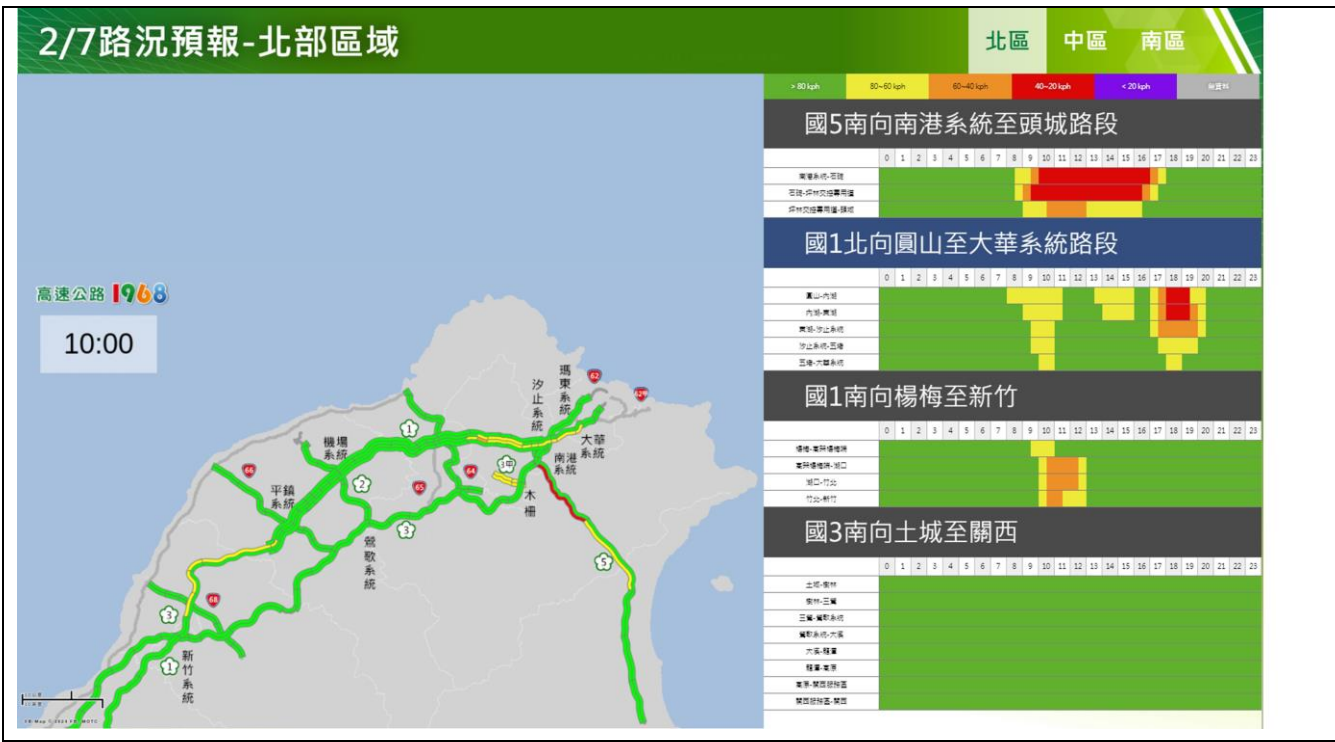 2/7路況預報-北部區域
北區 中區 南區
> 80 kph 80~60 kph 60~40 kph 40~20 kph < 20 kph 無資料
國5南向南港系統至頭城路段
0 1 2 3 4 5 6 7 8 9 10 11 12 13 14 15 16 17 18 19 20 21 22 23
南港系統-石碇
石碇-坪林交控專用道
坪林交控專用道-頭城
國1北向圓山至大華系統路段
0 1 2 3 4 5 6 7 8 9 10 11 12 13 14 15 16 17 18 19 20 21 22 23
圓山-內湖
內湖-東湖
東湖-汐止系統
汐止系統-五堵
五堵-大華系統
國1南向楊梅至新竹
0 1 2 3 4 5 6 7 8 9 10 11 12 13 14 15 16 17 18 19 20 21 22 23
楊梅-高架楊梅端
高架楊梅端-湖口
湖口-竹北
竹北-新竹
國3南向土城至關西
0 1 2 3 4 5 6 7 8 9 10 11 12 13 14 15 16 17 18 19 20 21 22 23
土城-樹林
樹林-三鶯
三鶯-鶯歌系統
鶯歌系統-大溪
大溪-龍潭
龍潭-高原
高原-關西服務區
關西服務區-關西
高速公路1968
10:00
瑪東系統
汐止系統
62
62甲
大華系統
南港系統
1
機場系統
3甲
64
66
2
65
木柵
平鎮系統
3
鶯歌系統
5
68
3
1
新竹系統